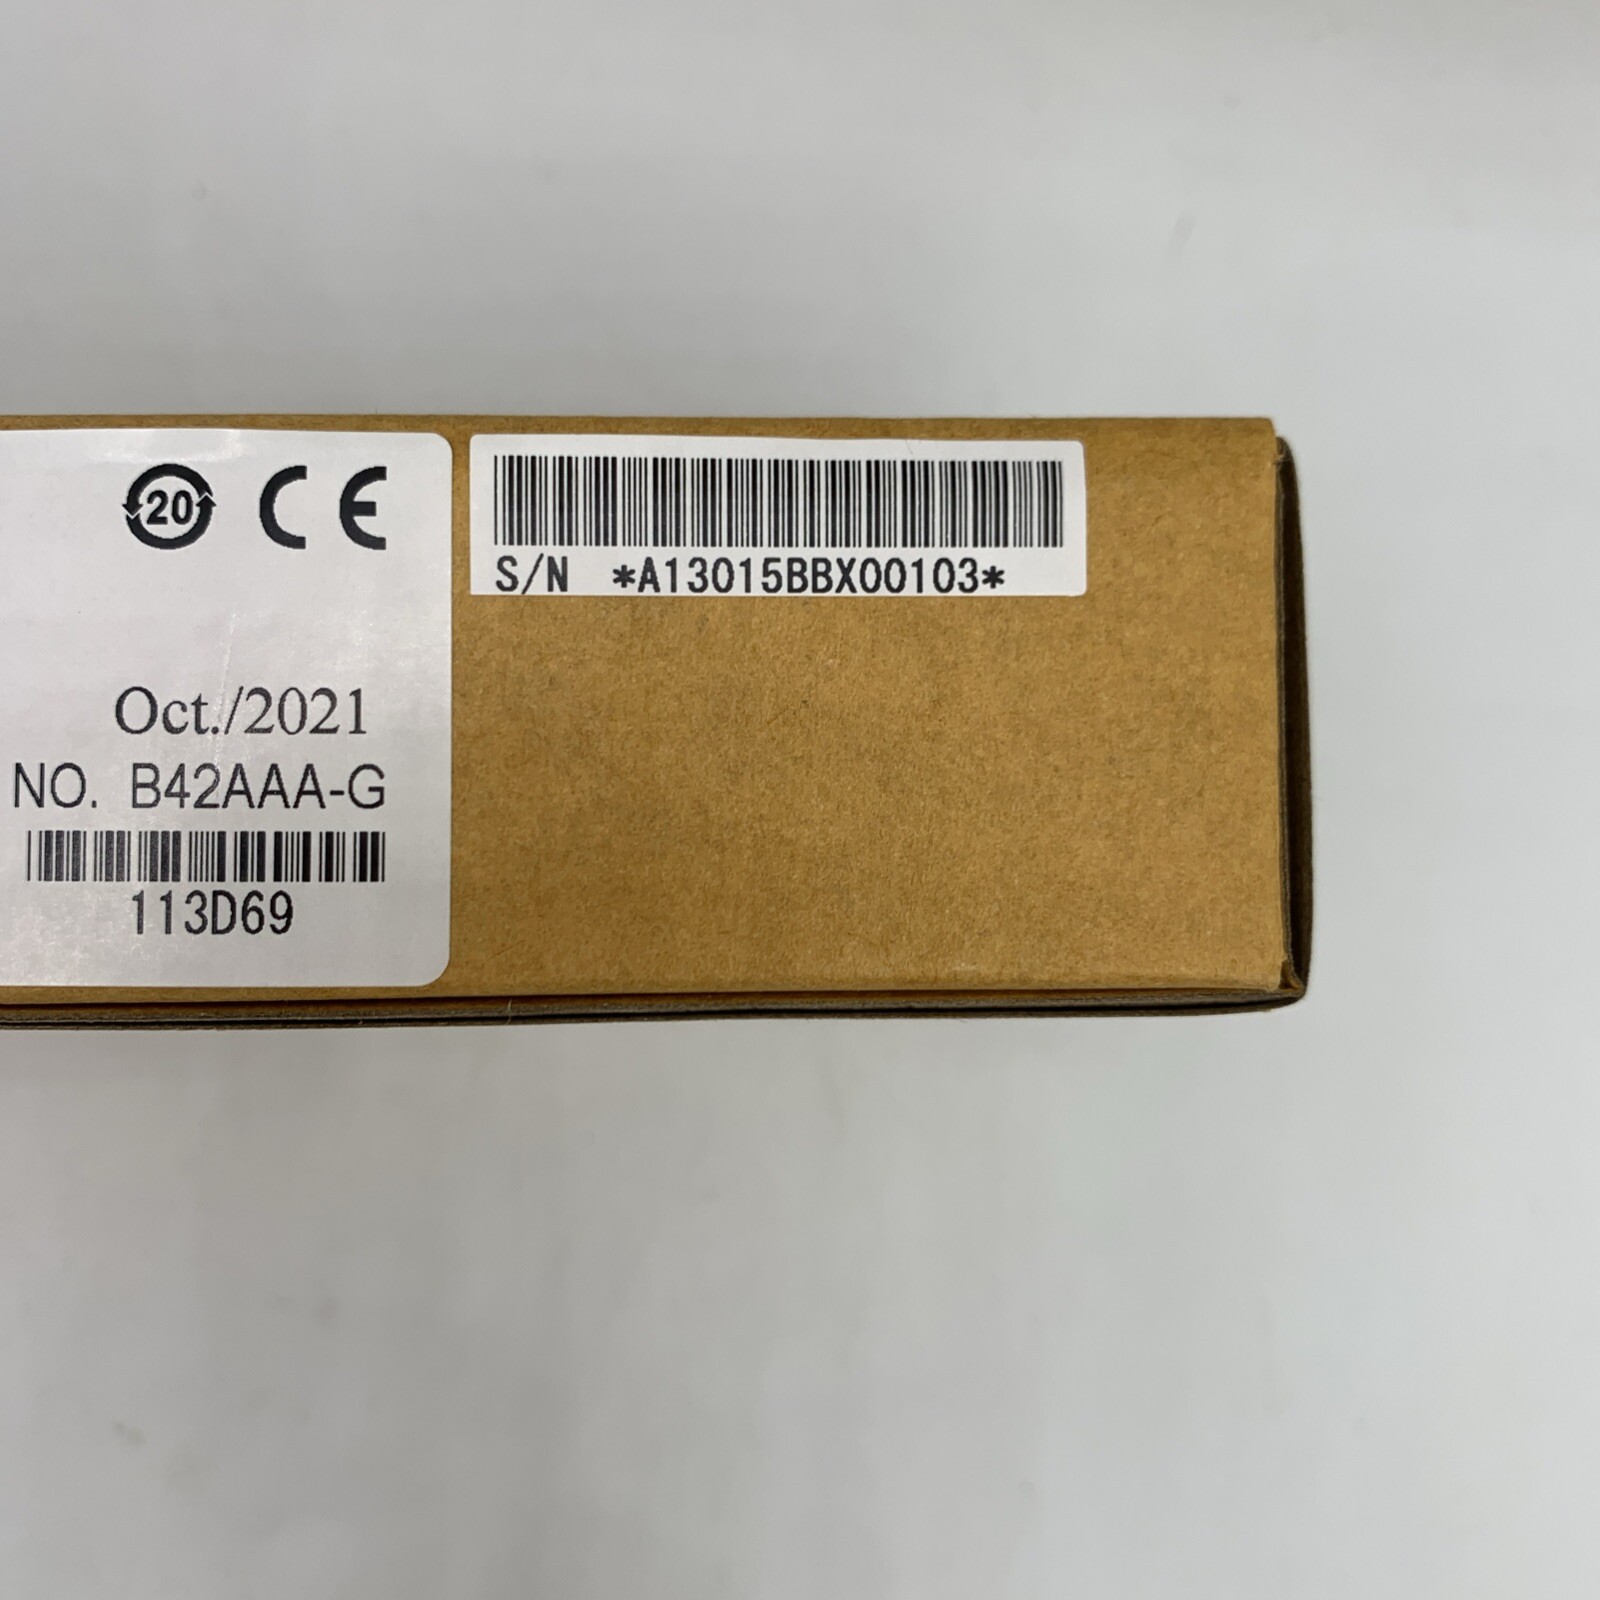 20 CE
S/N *A13015BBX00103*
Oct./2021
NO. B42AAA-G
113D69